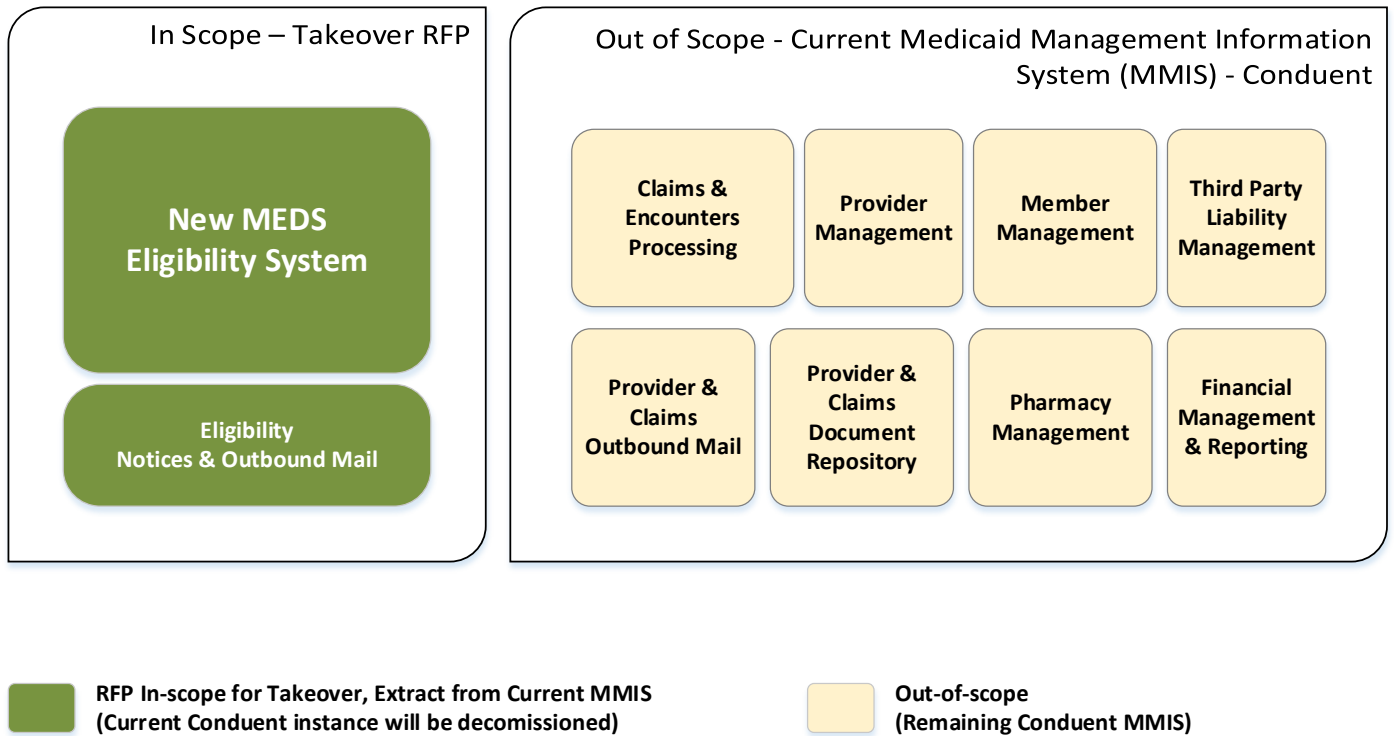 In Scope – Takeover RFP
Out of Scope - Current Medicaid Management Information
System (MMIS) - Conduent
New MEDS
Eligibility System
Eligibility
Notices & Outbound Mail
Claims &
Encounters
Processing
Provider
Management
Member
Management
Third Party
Liability
Management
Provider &
Claims
Outbound Mail
Provider &
Claims
Document
Repository
Pharmacy
Management
Financial
Management
& Reporting
RFP In-scope for Takeover, Extract from Current MMIS
(Current Conduent instance will be decomissioned)
Out-of-scope
(Remaining Conduent MMIS)